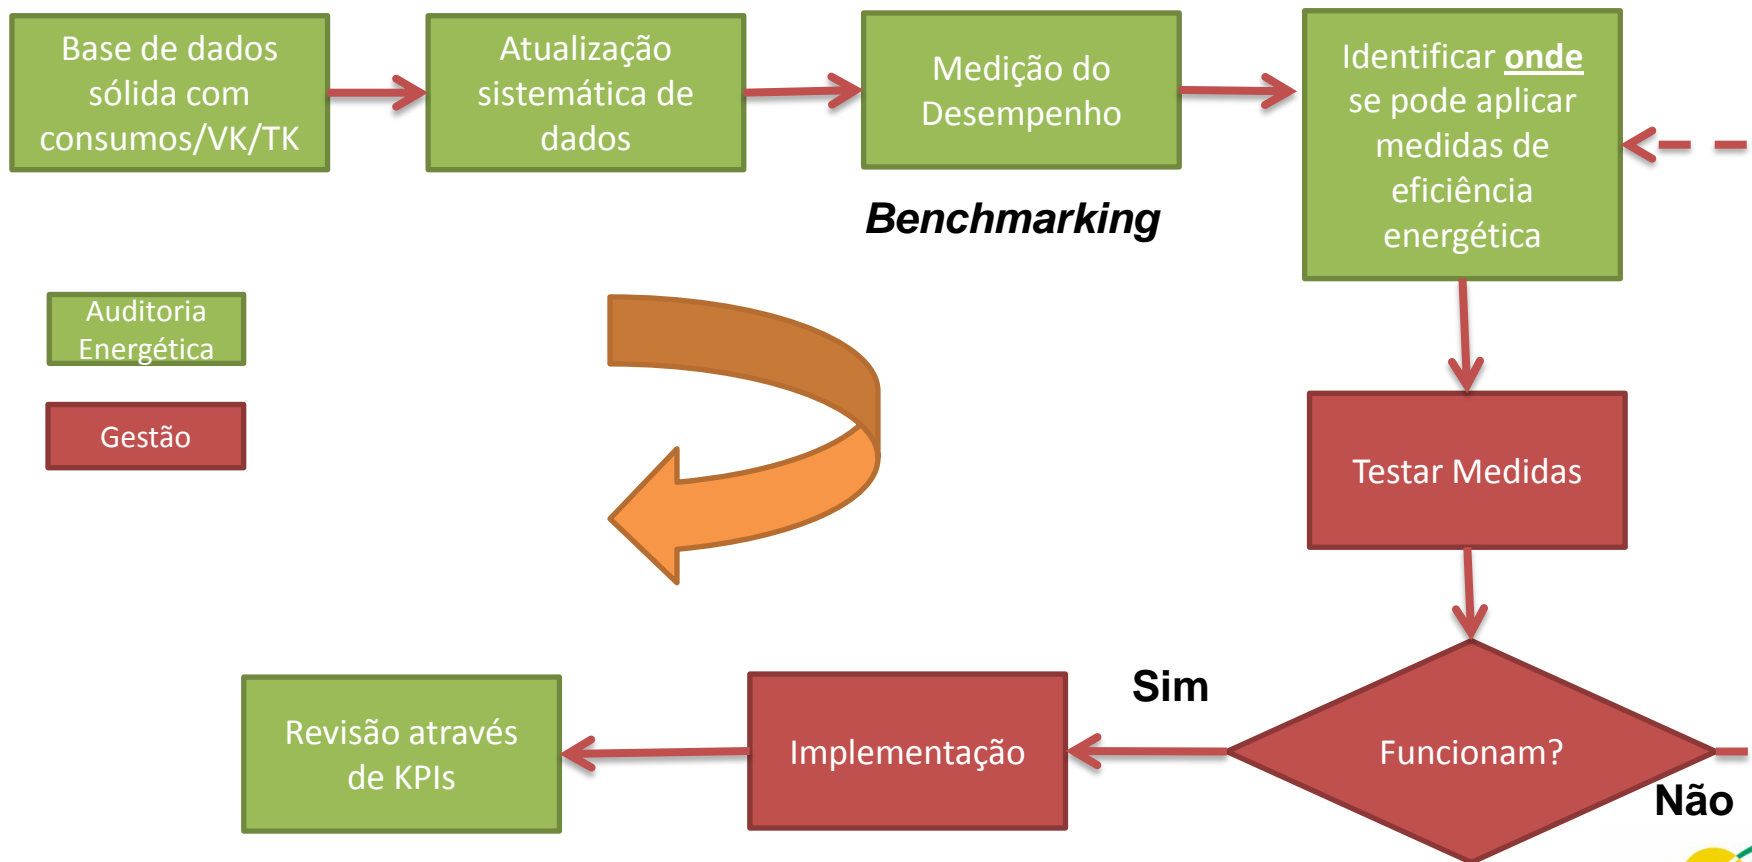 Base de dados
sólida com
consumos/VK/TK
Atualização
sistemática de
dados
Medição do
Desempenho
Identificar onde
se pode aplicar
medidas de
eficiência
energética
Benchmarking
Auditoria
Energética
Gestão
Testar Medidas
Funcionam?
Sim
Não
Implementação
Revisão através
de KPIs